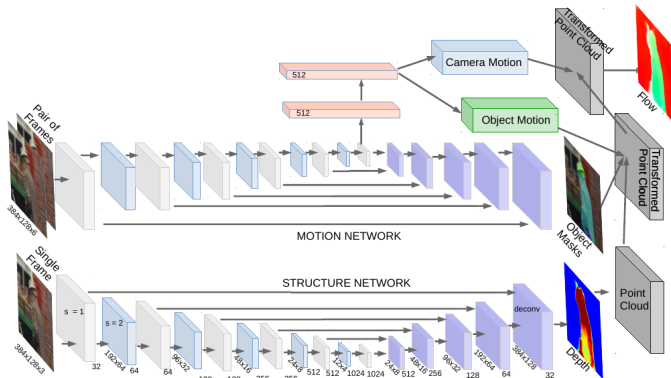 Pair of
Frames
384x128x6
512
512
Camera Motion
Object Motion
Transformed
Point Cloud
Flow
Transformed
Point Cloud
Object
Masks
MOTION NETWORK
Single
Frame
384x128x3
STRUCTURE NETWORK
s = 1
s = 2
deconv
Point
Cloud
Depth
32
192x64
64
64
96x32
48x16
24x8
512
12x4
512
1024
1024
24x8
512
48x16
256
96x32
128
192x64
64
384x128
32